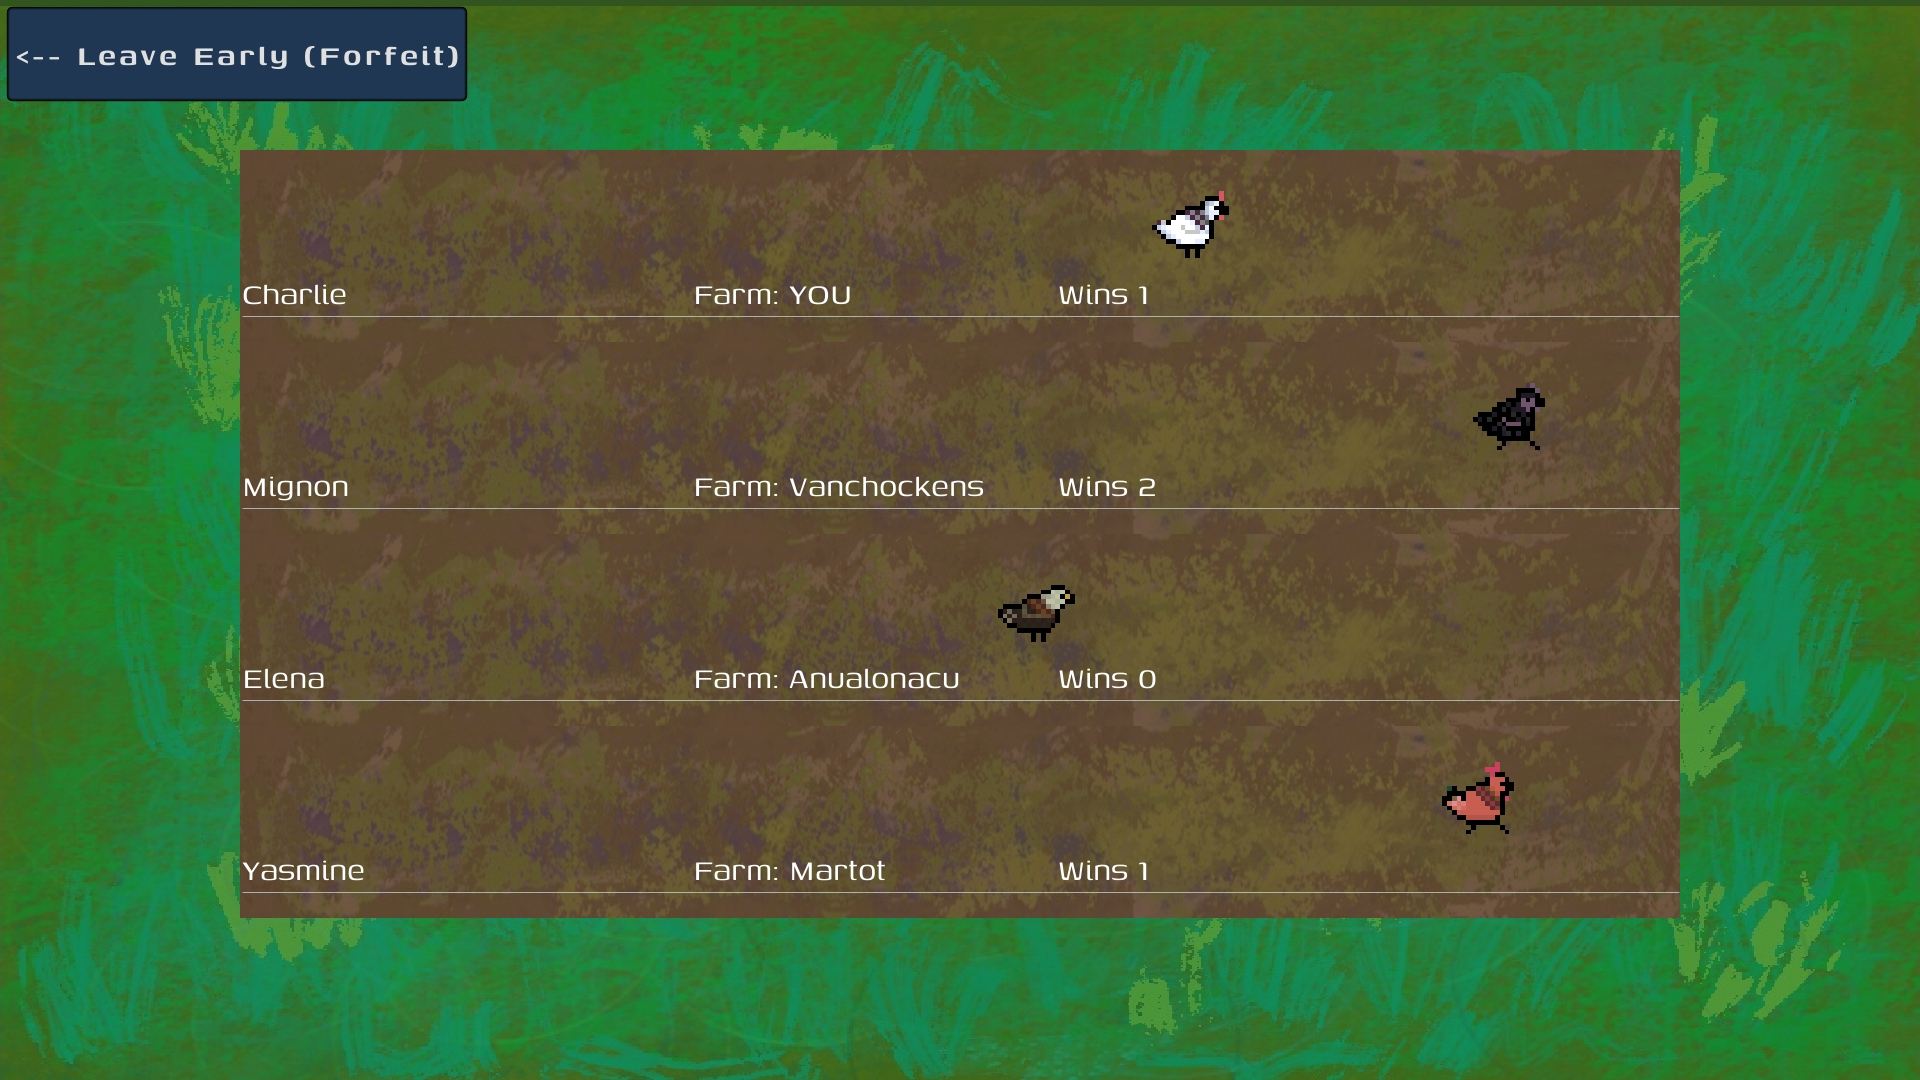 <-- Leave Early (Forfeit)
Charlie Farm: YOU Wins 1
Mignon Farm: Vanchockens Wins 2
Elena Farm: Anualonacu Wins 0
Yasmine Farm: Martot Wins 1